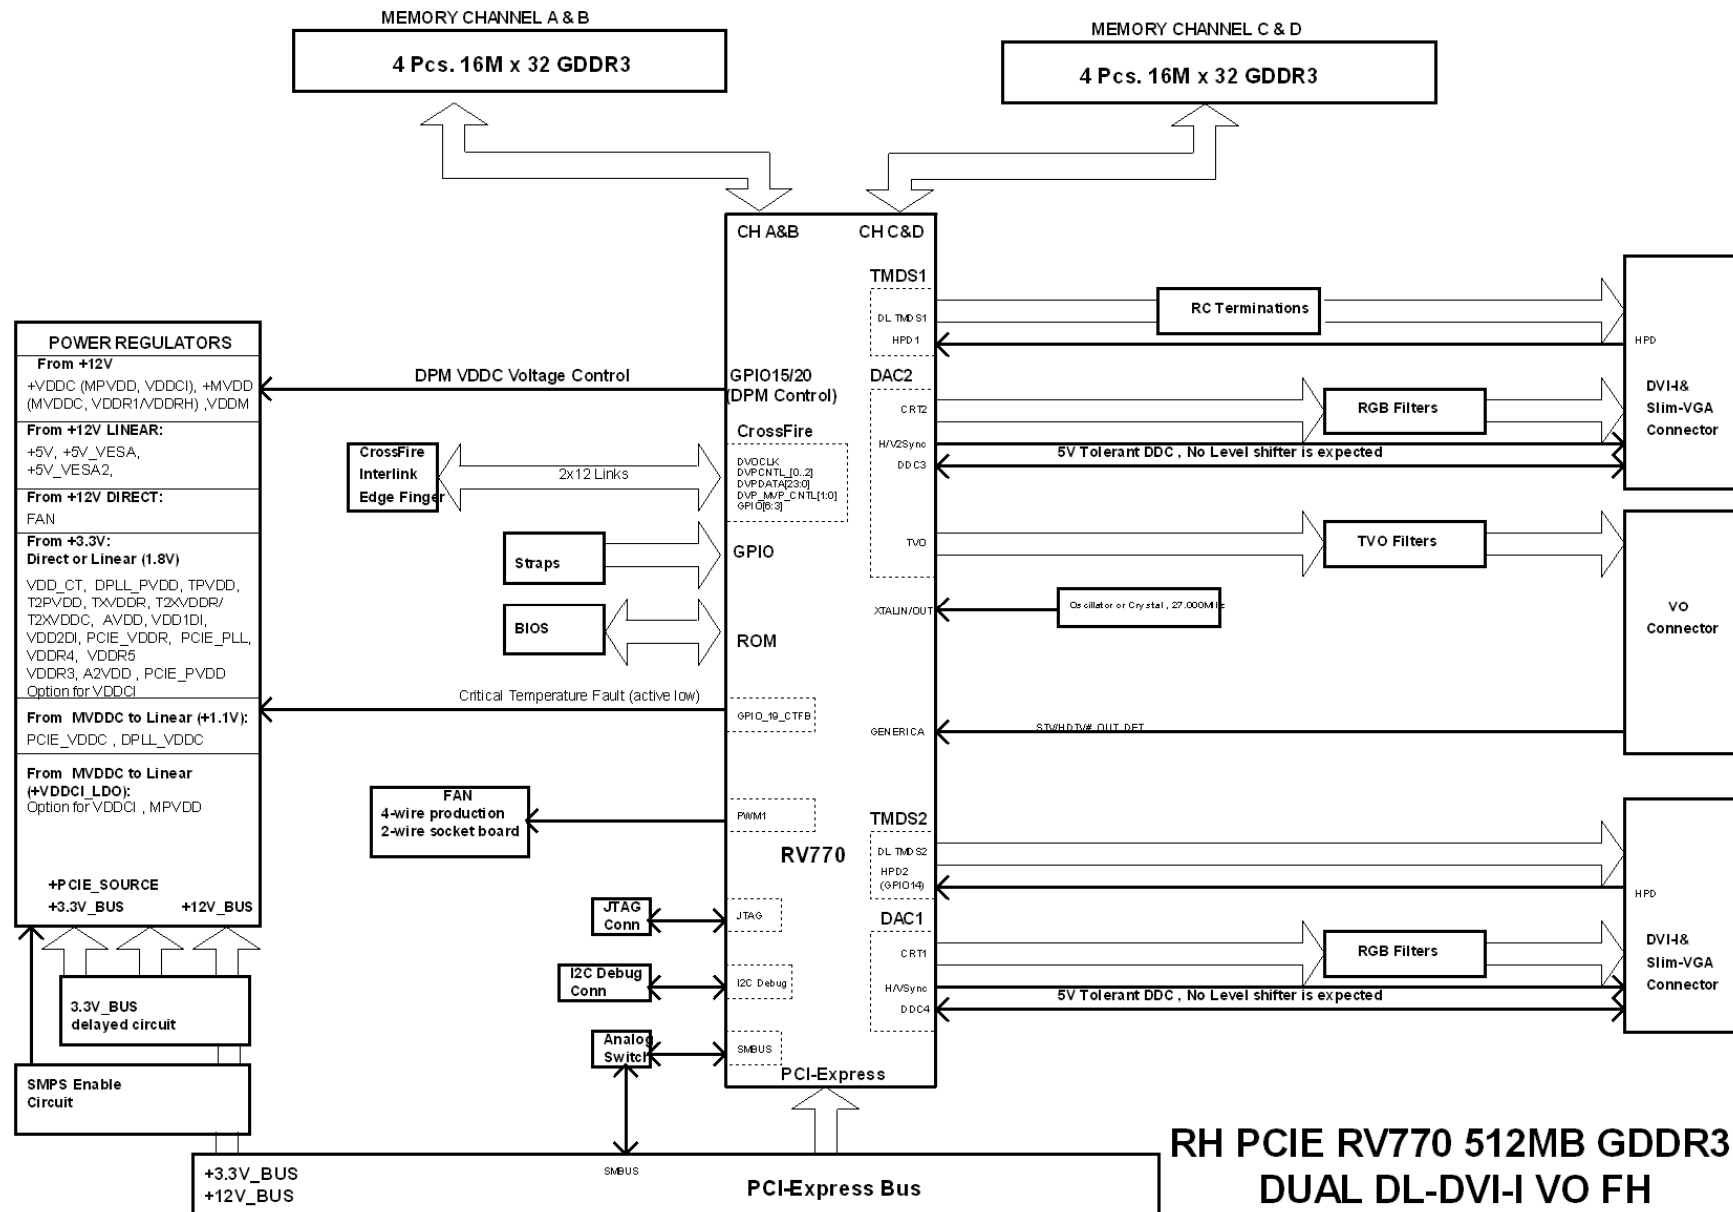 MEMORY CHANNEL A & B
4 Pcs. 16M x 32 GDDR3
MEMORY CHANNEL C & D
4 Pcs. 16M x 32 GDDR3
CH A&B
CH C&D
POWER REGULATORS
From +12V
+VDDC (MPVDD, VDDCI), +MVDD
(MVDDC, VDDR1/VDDRH) ,VDDM
From +12V LINEAR:
+5V, +5V_VESA,
+5V_VESA2,
From +12V DIRECT:
FAN
From +3.3V:
Direct or Linear (1.8V)
VDD_CT, DPLL_PVDD, TPVDD,
T2PVDD, TXVDDR, T2XVDDR/
T2XVDDC, AVDD, VDD1DI,
VDD2DI, PCIE_VDDR, PCIE_PLL,
VDDR4, VDDR5
VDDR3, A2VDD , PCIE_PVDD
Option for VDDCI
From MVDDC to Linear (+1.1V):
PCIE_VDDC , DPLL_VDDC
From MVDDC to Linear
(+VDDCI_LDO):
Option for VDDCI , MPVDD
+PCIE_SOURCE
+3.3V_BUS
+12V_BUS
3.3V_BUS
delayed circuit
SMPS Enable
Circuit
DPM VDDC Voltage Control
GPIO15/20
(DPM Control)
CrossFire
Interlink
Edge Finger
2x12 Links
CrossFire
DVOCLK
DVPCNTL_[0..2]
DVPDATA[23:0]
DVP_MVP_CNTL[1:0]
GPIO[6:3]
Straps
GPIO
BIOS
ROM
Critical Temperature Fault (active low)
GPIO_19_CTFB
FAN
4-wire production
2-wire socket board
PWM1
RV770
JTAG
Conn
JTAG
I2C Debug
Conn
I2C Debug
Analog
Switch
SMBUS
PCI-Express
TMDS1
DL TMDS1
HPD1
RC Terminations
DAC2
CRT2
RGB Filters
H/V2Sync
5V Tolerant DDC , No Level shifter is expected
DDC3
HPD
DVI-I&
Slim-VGA
Connector
TVO
TVO Filters
XTALIN/OUT
Oscillator or Crystal , 27.000MHz
VO
Connector
GENERICA
STV/HDTV# OUT DET
TMDS2
DL TMDS2
HPD2
(GPIO14)
DAC1
CRT1
RGB Filters
H/VSync
5V Tolerant DDC , No Level shifter is expected
DDC4
HPD
DVI-I&
Slim-VGA
Connector
+3.3V_BUS
+12V_BUS
SMBUS
PCI-Express Bus
RH PCIE RV770 512MB GDDR3
DUAL DL-DVI-I VO FH